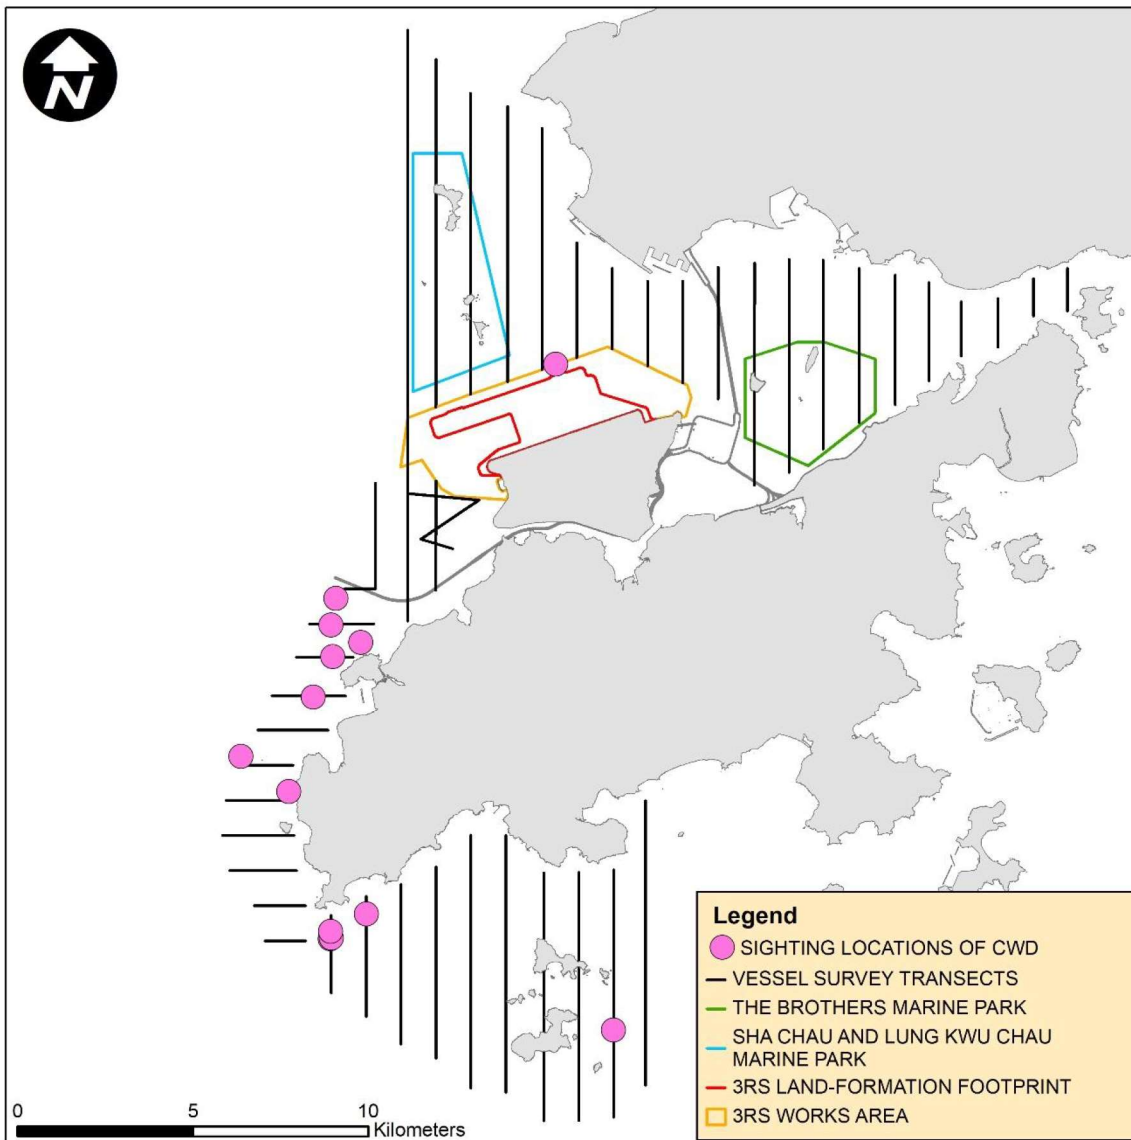 N
Legend
SIGHTING LOCATIONS OF CWD
VESSEL SURVEY TRANSECTS
THE BROTHERS MARINE PARK
SHA CHAU AND LUNG KWU CHAU
MARINE PARK
3RS LAND-FORMATION FOOTPRINT
3RS WORKS AREA
0 5 10
Kilometers